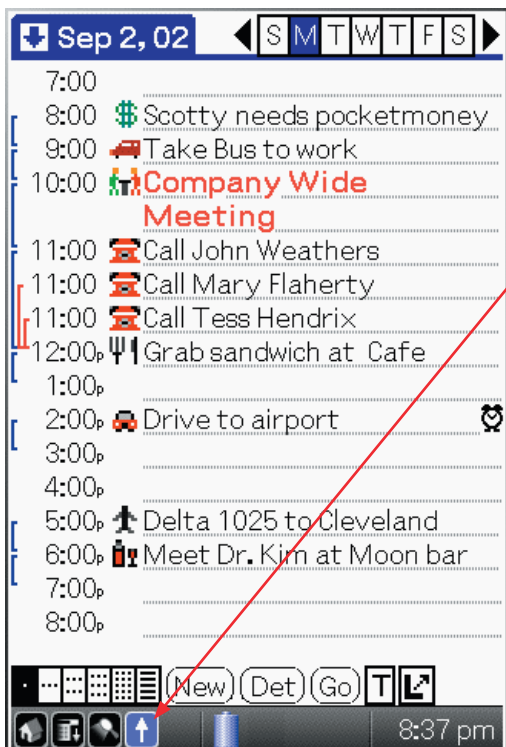 Sep 2, 02 S M T W T F S
7:00
8:00 Scotty needs pocketmoney
9:00 Take Bus to work
10:00 Company Wide
Meeting
11:00 Call John Weathers
11:00 Call Mary Flaherty
11:00 Call Tess Hendrix
12:00P Grab sandwich at Cafe
1:00P
2:00P Drive to airport
3:00P
4:00P
5:00P Delta 1025 to Cleveland
6:00P Meet Dr. Kim at Moon bar
7:00P
8:00P
New Det Go T
8:37 pm